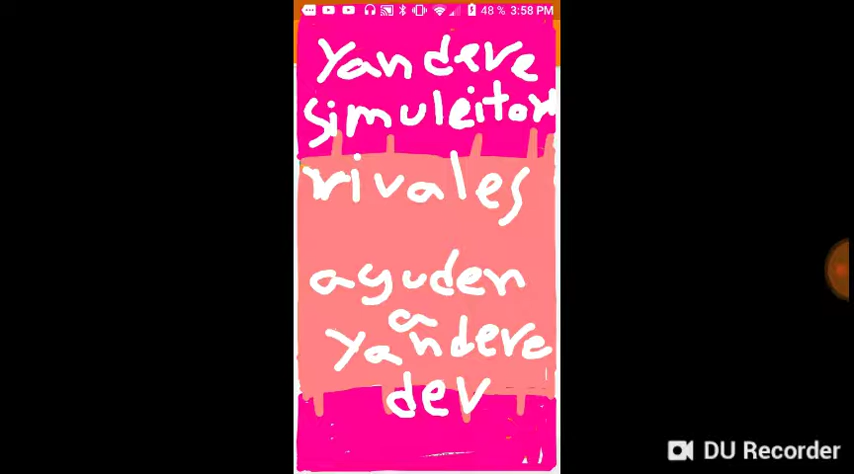 48 % 3:58 PM
Yandere
simuleitor
rivales
ayuden
a
Yandere
dev
DU Recorder